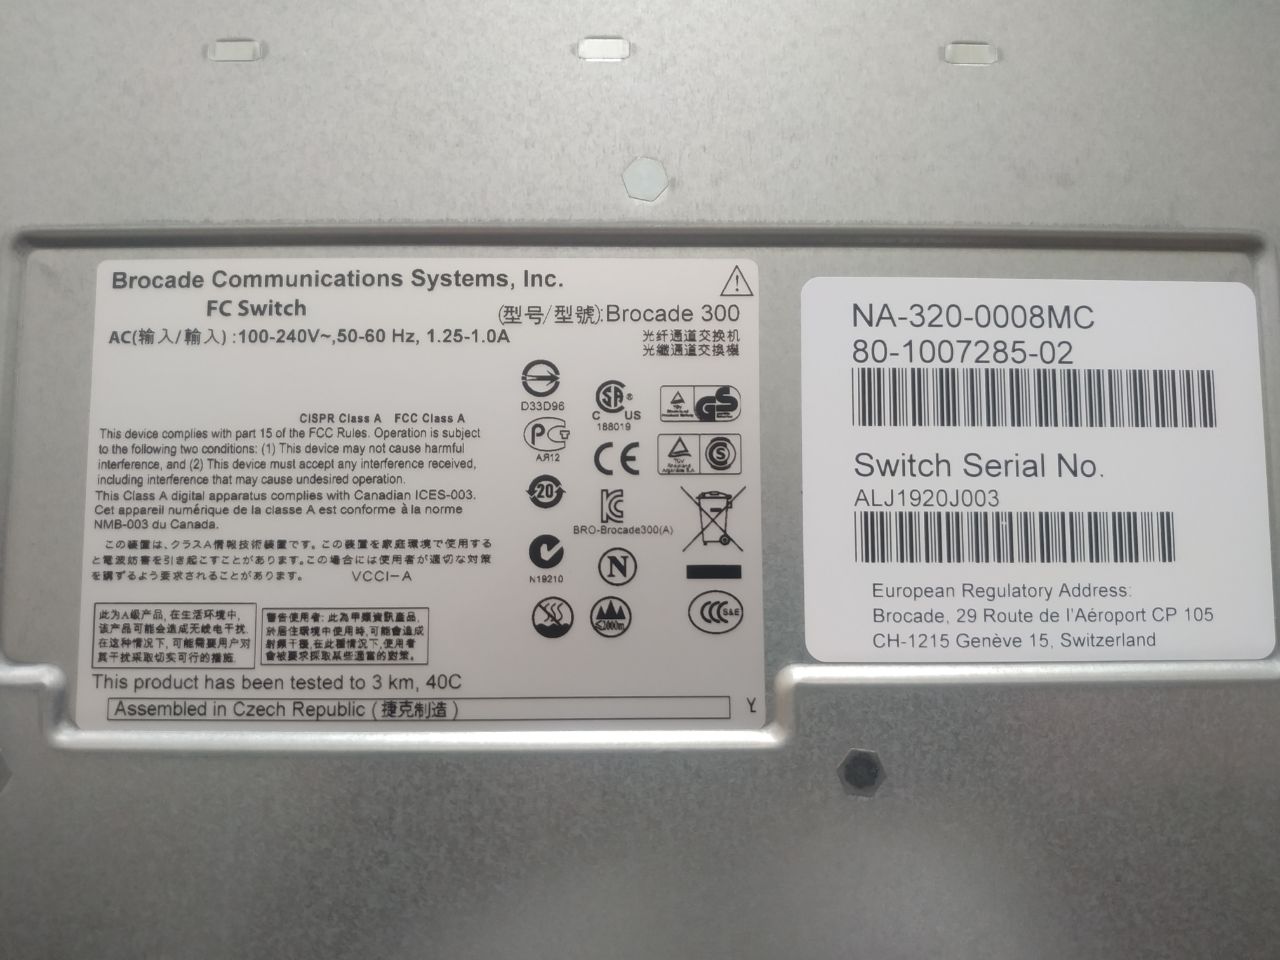 Brocade Communications Systems, Inc.
FC Switch
(型号/型號):Brocade 300
AC(输入/輸入) :100-240V~,50-60 Hz, 1.25-1.0A
光纤通道交换机
光纖通道交換機
D33D96
SA®
C US
188019
CISPR Class A FCC Class A
This device complies with part 15 of the FCC Rules. Operation is subject
to the following two conditions: (1) This device may not cause harmful
interference, and (2) This device must accept any interference received,
including interference that may cause undesired operation.
This Class A digital apparatus complies with Canadian ICES-003.
Cet appareil numérique de la classe A est conforme à la norme
NMB-003 du Canada.
АЯ12
CE
20
BRO-Brocade300(A)
N19210
N
≤2000m
CCC S&E
この装置は、クラスA情報技術装置です。この装置を家庭環境で使用する
と電波妨害を引き起こすことがあります。この場合には使用者が適切な対策
を講ずるよう要求されることがあります。 VCCI-A
此为A级产品, 在生活环境中,
该产品可能会造成无线电干扰.
在这种情况下, 可能需要用户对
其干扰采取切实可行的措施.
警告使用者: 此為甲類資訊產品,
於居住環境中使用時,可能會造成
射頻干擾,在此種情況下,使用者
會被要求採取某些適當的對策。
This product has been tested to 3 km, 40C
Assembled in Czech Republic ( 捷克制造 )
NA-320-0008MC
80-1007285-02
Switch Serial No.
ALJ1920J003
European Regulatory Address:
Brocade, 29 Route de l'Aéroport CP 105
CH-1215 Genève 15, Switzerland